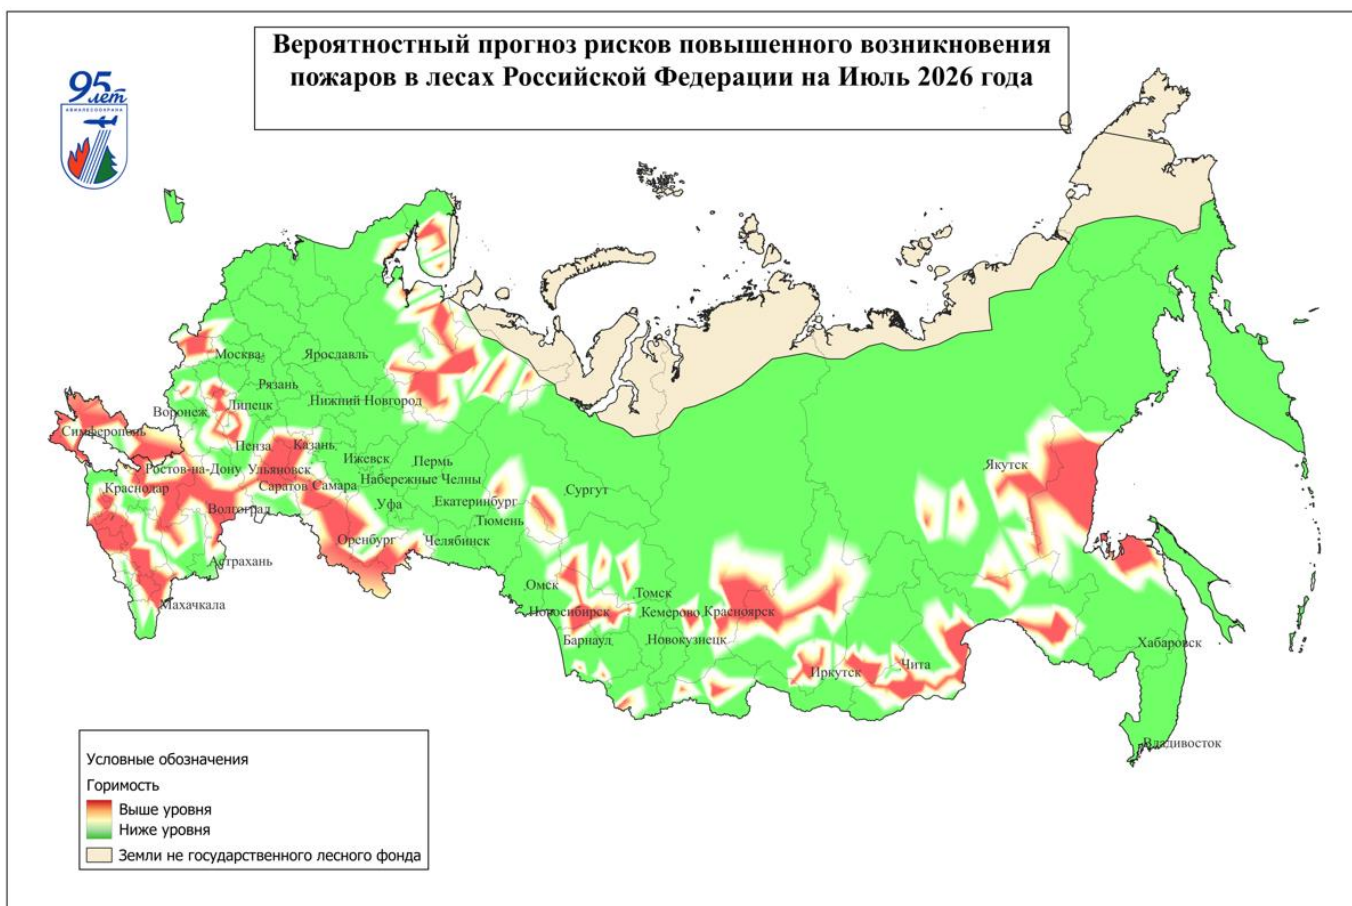 Вероятностный прогноз рисков повышенного возникновения
пожаров в лесах Российской Федерации на Июль 2026 года
95 лет
АВИАЛЕСООХРАНА
Москва
Ярославль
Рязань
Воронеж
Липецк
Нижний Новгород
Симферополь
Пенза
Казань
Ижевск
Пермь
Ростов-на-Дону
Ульяновск
Набережные Челны
Краснодар
Саратов
Самара
Волгоград
Уфа
Екатеринбург
Сургут
Тюмень
Оренбург
Челябинск
Астрахань
Махачкала
Омск
Томск
Новосибирск
Кемерово
Красноярск
Барнаул
Новокузнецк
Иркутск
Чита
Якутск
Хабаровск
Владивосток
Условные обозначения
Горимость
Выше уровня
Ниже уровня
Земли не государственного лесного фонда